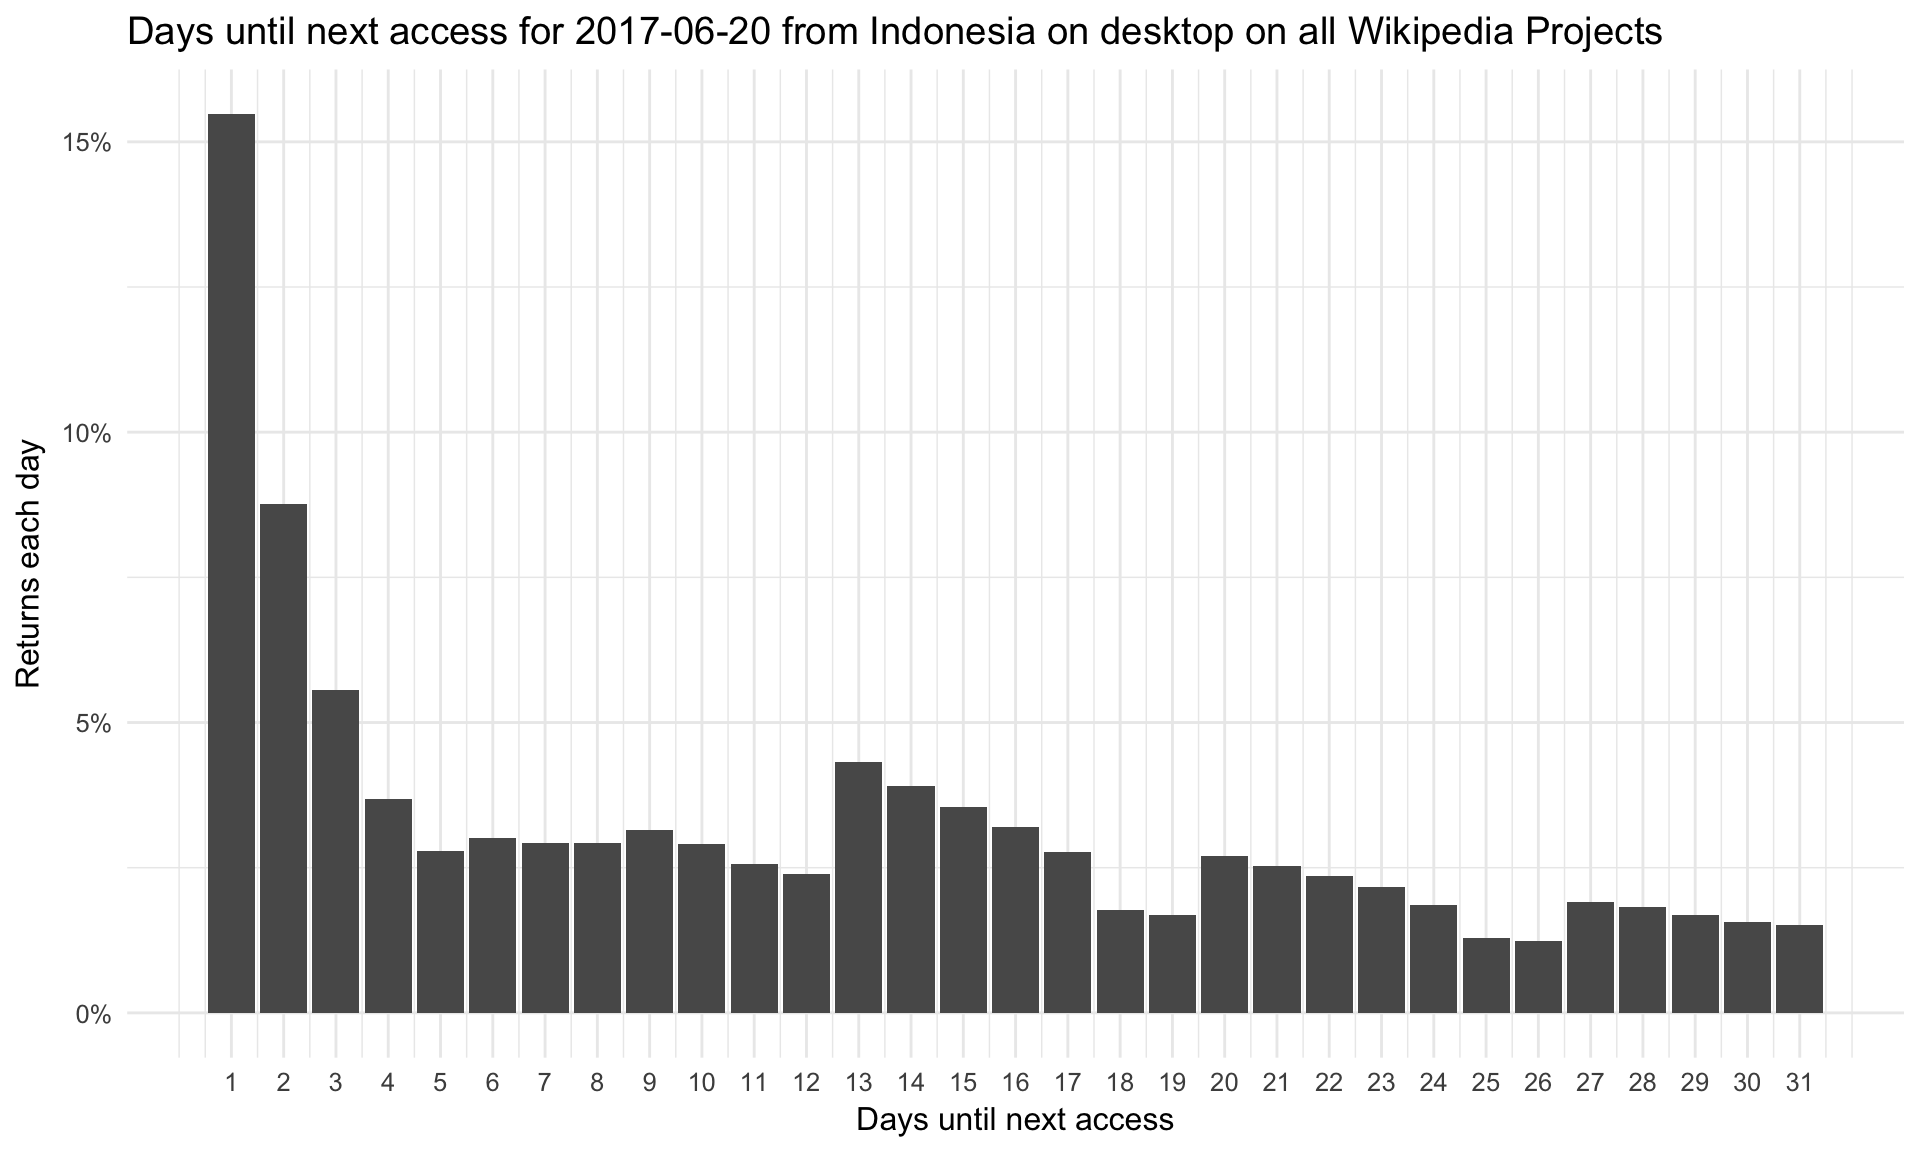 Days until next access for 2017-06-20 from Indonesia on desktop on all Wikipedia Projects
Returns each day
15%
10%
5%
0%
1 2 3 4 5 6 7 8 9 10 11 12 13 14 15 16 17 18 19 20 21 22 23 24 25 26 27 28 29 30 31
Days until next access